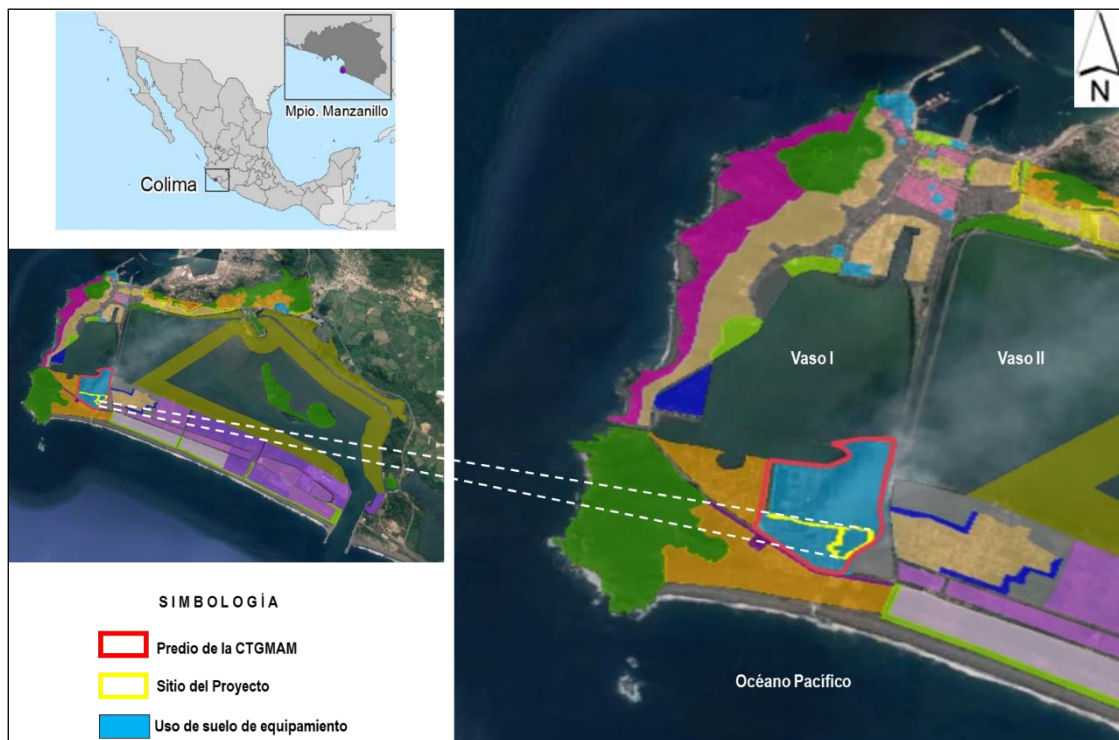 Mpio. Manzanillo
Colima
N
Vaso I
Vaso II
Océano Pacífico
SIMBOLOGÍA
Predio de la CTGMAM
Sitio del Proyecto
Uso de suelo de equipamiento